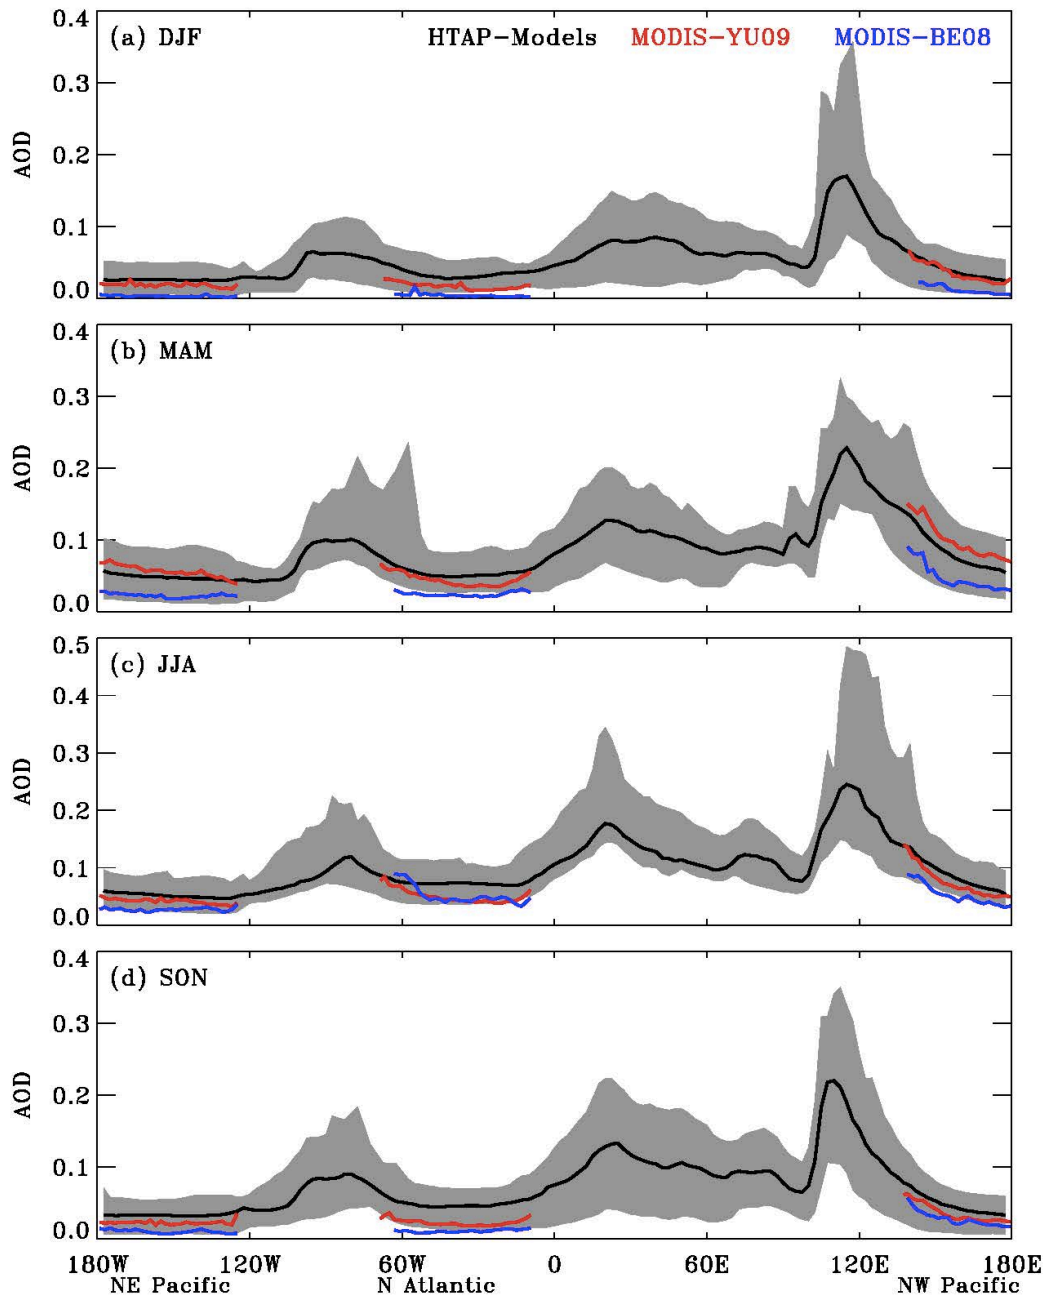 0.4
(a) DJF HTAP-Models MODIS-YU09 MODIS-BE08
0.3
AOD
0.2
0.1
0.0
0.4
(b) MAM
0.3
AOD
0.2
0.1
0.0
0.5
(c) JJA
0.4
0.3
AOD
0.2
0.1
0.0
0.4
(d) SON
0.3
AOD
0.2
0.1
0.0
180W 120W 60W 0 60E 120E 180E
NE Pacific N Atlantic NW Pacific